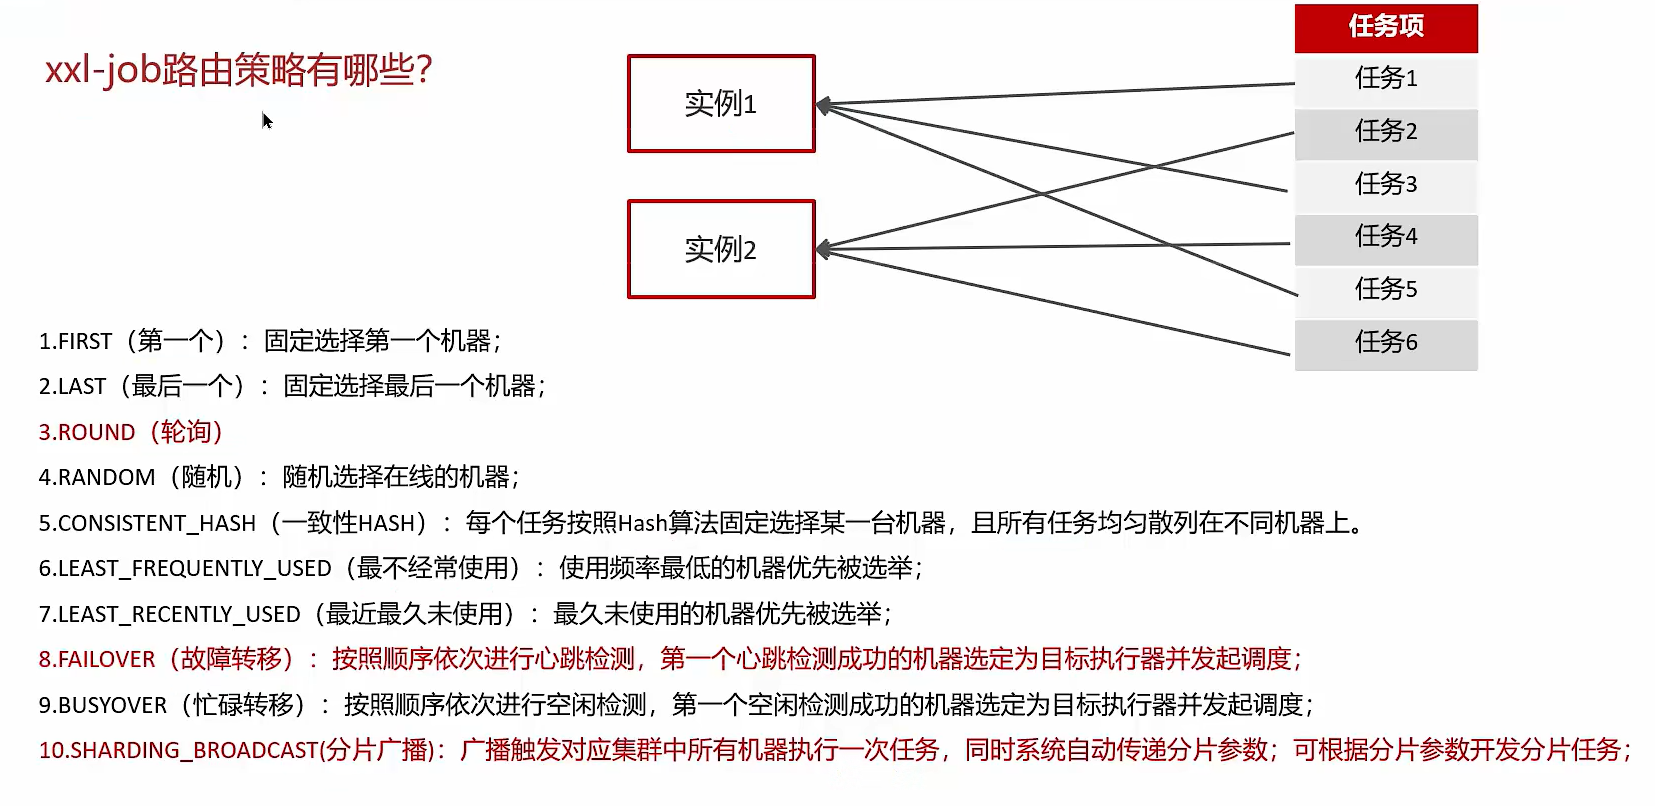 xxl-job路由策略有哪些?
实例1
实例2
任务项
任务1
任务2
任务3
任务4
任务5
任务6
1.FIRST（第一个）：固定选择第一个机器；
2.LAST（最后一个）：固定选择最后一个机器；
3.ROUND（轮询）
4.RANDOM（随机）：随机选择在线的机器；
5.CONSISTENT_HASH（一致性HASH）：每个任务按照Hash算法固定选择某一台机器，且所有任务均匀散列在不同机器上。
6.LEAST_FREQUENTLY_USED（最不经常使用）：使用频率最低的机器优先被选举；
7.LEAST_RECENTLY_USED（最近最久未使用）：最久未使用的机器优先被选举；
8.FAILOVER（故障转移）：按照顺序依次进行心跳检测，第一个心跳检测成功的机器选定为目标执行器并发起调度；
9.BUSYOVER（忙碌转移）：按照顺序依次进行空闲检测，第一个空闲检测成功的机器选定为目标执行器并发起调度；
10.SHARDING_BROADCAST(分片广播)：广播触发对应集群中所有机器执行一次任务，同时系统自动传递分片参数；可根据分片参数开发分片任务；